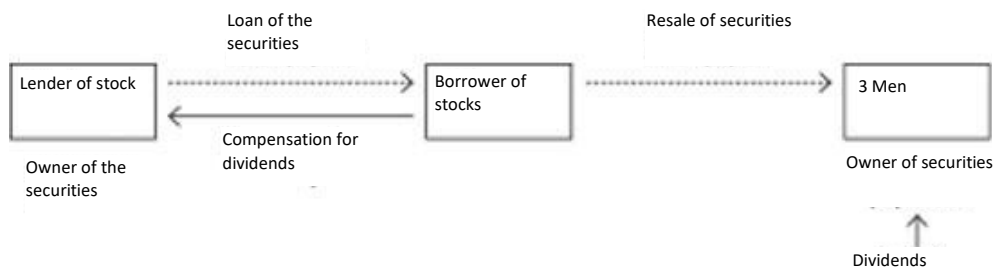 Loan of the
securities
Resale of securities
Lender of stock
Borrower of
stocks
3 Men
Compensation for
dividends
Owner of the
securities
Owner of securities
Dividends